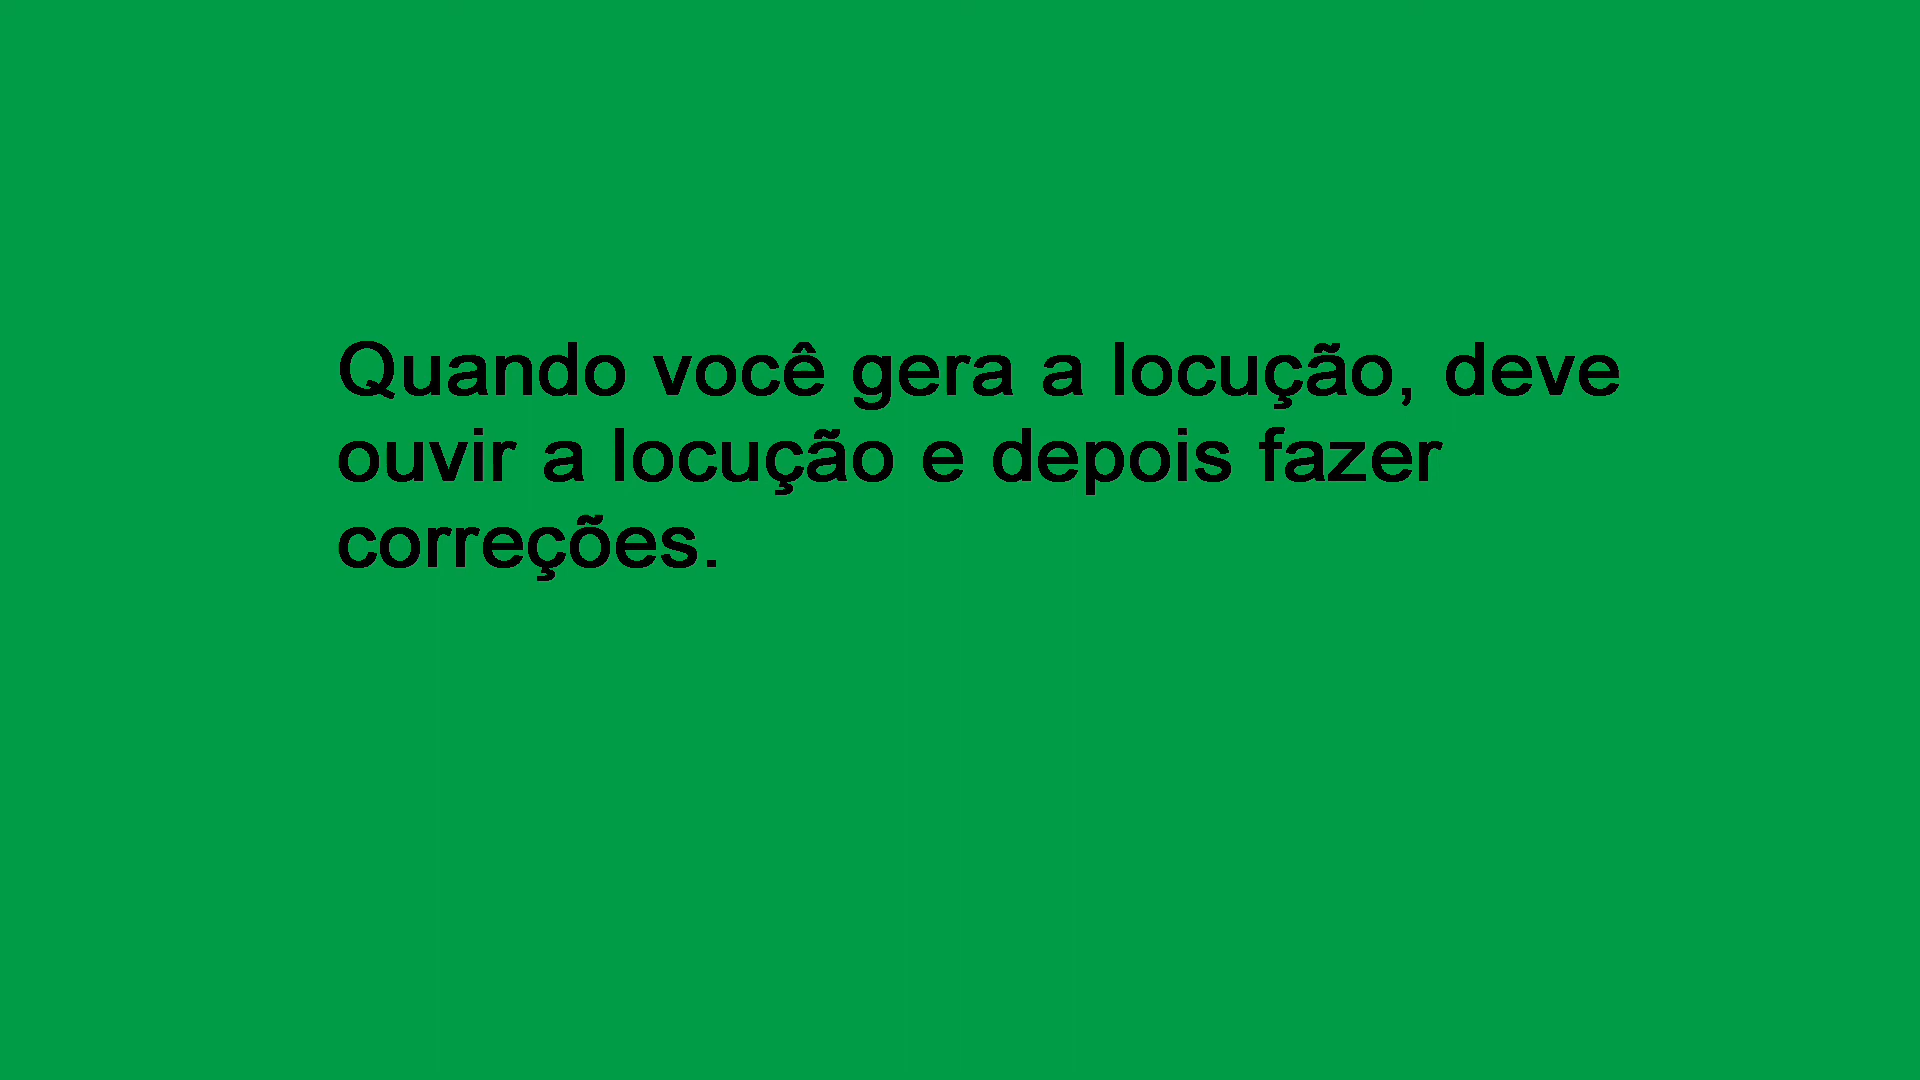 Quando você gera a locução, deve
ouvir a locução e depois fazer
correções.